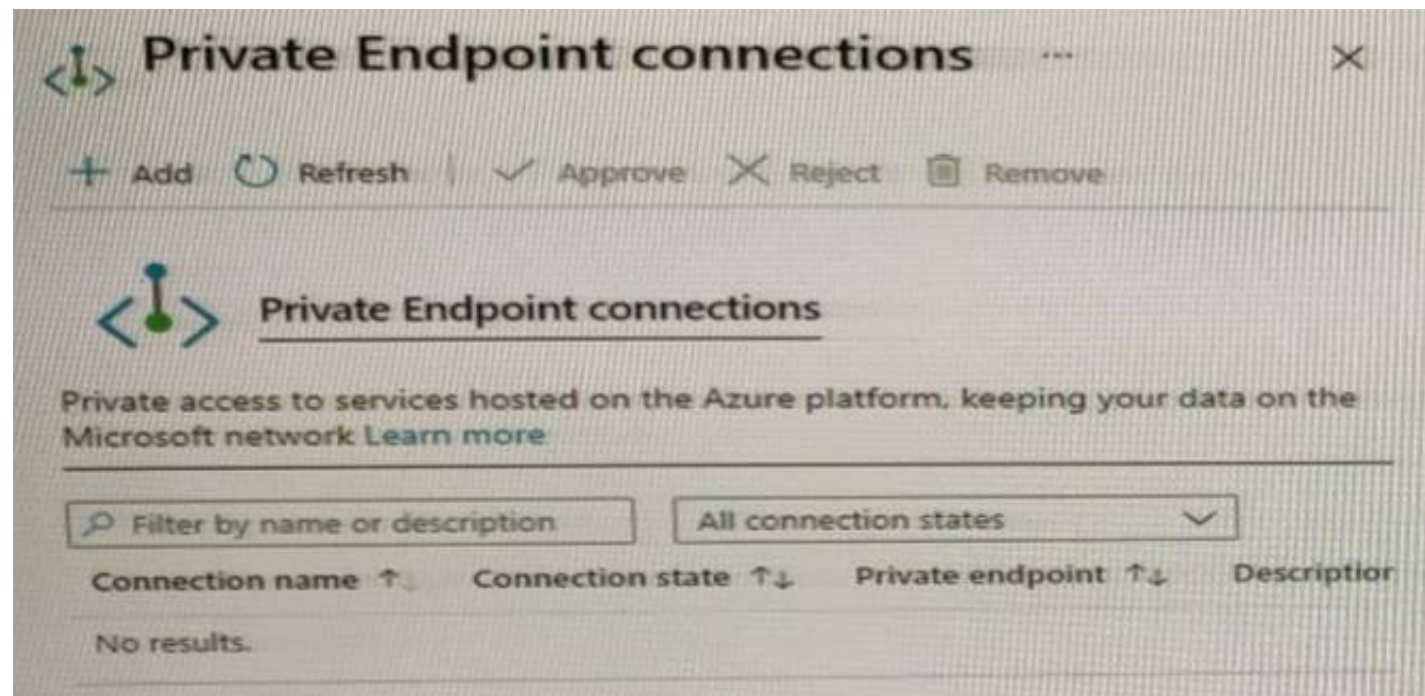 Private Endpoint connections ...
Add Refresh Approve Reject Remove
Private Endpoint connections
Private access to services hosted on the Azure platform, keeping your data on the
Microsoft network Learn more
Filter by name or description All connection states
Connection name ↑ Connection state ↑↓ Private endpoint ↑↓ Descriptior
No results.